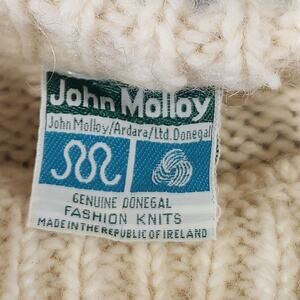 John Molloy
John Molloy/Ardara/Ltd. Donegal
GENUINE DONEGAL
FASHION KNITS
MADE IN THE REPUBLIC OF IRELAND